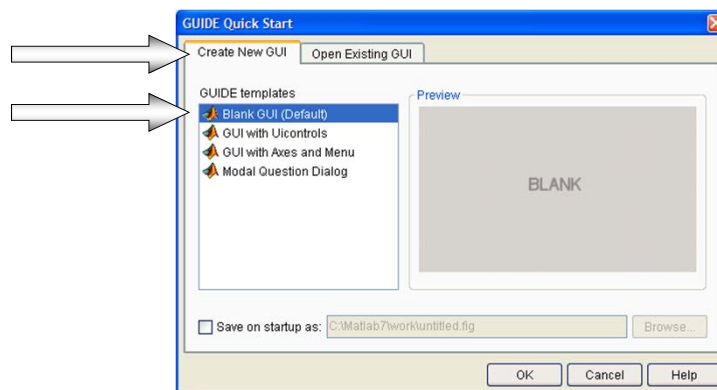 GUIDE Quick Start
Create New GUI
Open Existing GUI
GUIDE templates
Blank GUI (Default)
GUI with Uicontrols
GUI with Axes and Menu
Modal Question Dialog
Preview
BLANK
Save on startup as:
C:\Matlab7\work\untitled.fig
Browse...
OK
Cancel
Help